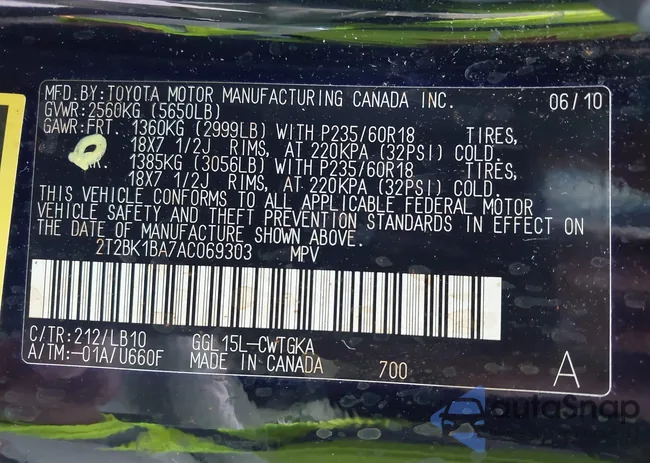 MFD.BY:TOYOTA MOTOR MANUFACTURING CANADA INC. 06/10
GVWR:2560KG (5650LB)
GAWR:FRT. 1360KG (2999LB) WITH P235/60R18 TIRES,
18X7 1/2J RIMS, AT 220KPA (32PSI) COLD.
1385KG (3056LB) WITH P235/60R18 TIRES,
18X7 1/2J RIMS, AT 220KPA (32PSI) COLD.
THIS VEHICLE CONFORMS TO ALL APPLICABLE FEDERAL MOTOR
VEHICLE SAFETY AND THEFT PREVENTION STANDARDS IN EFFECT ON
THE DATE OF MANUFACTURE SHOWN ABOVE.
2T2BK1BA7AC069303 MPV
C/TR:212/LB10 GGL15L-CWTGKA
A/TM:-01A/U660F MADE IN CANADA 700 A
autoSnap